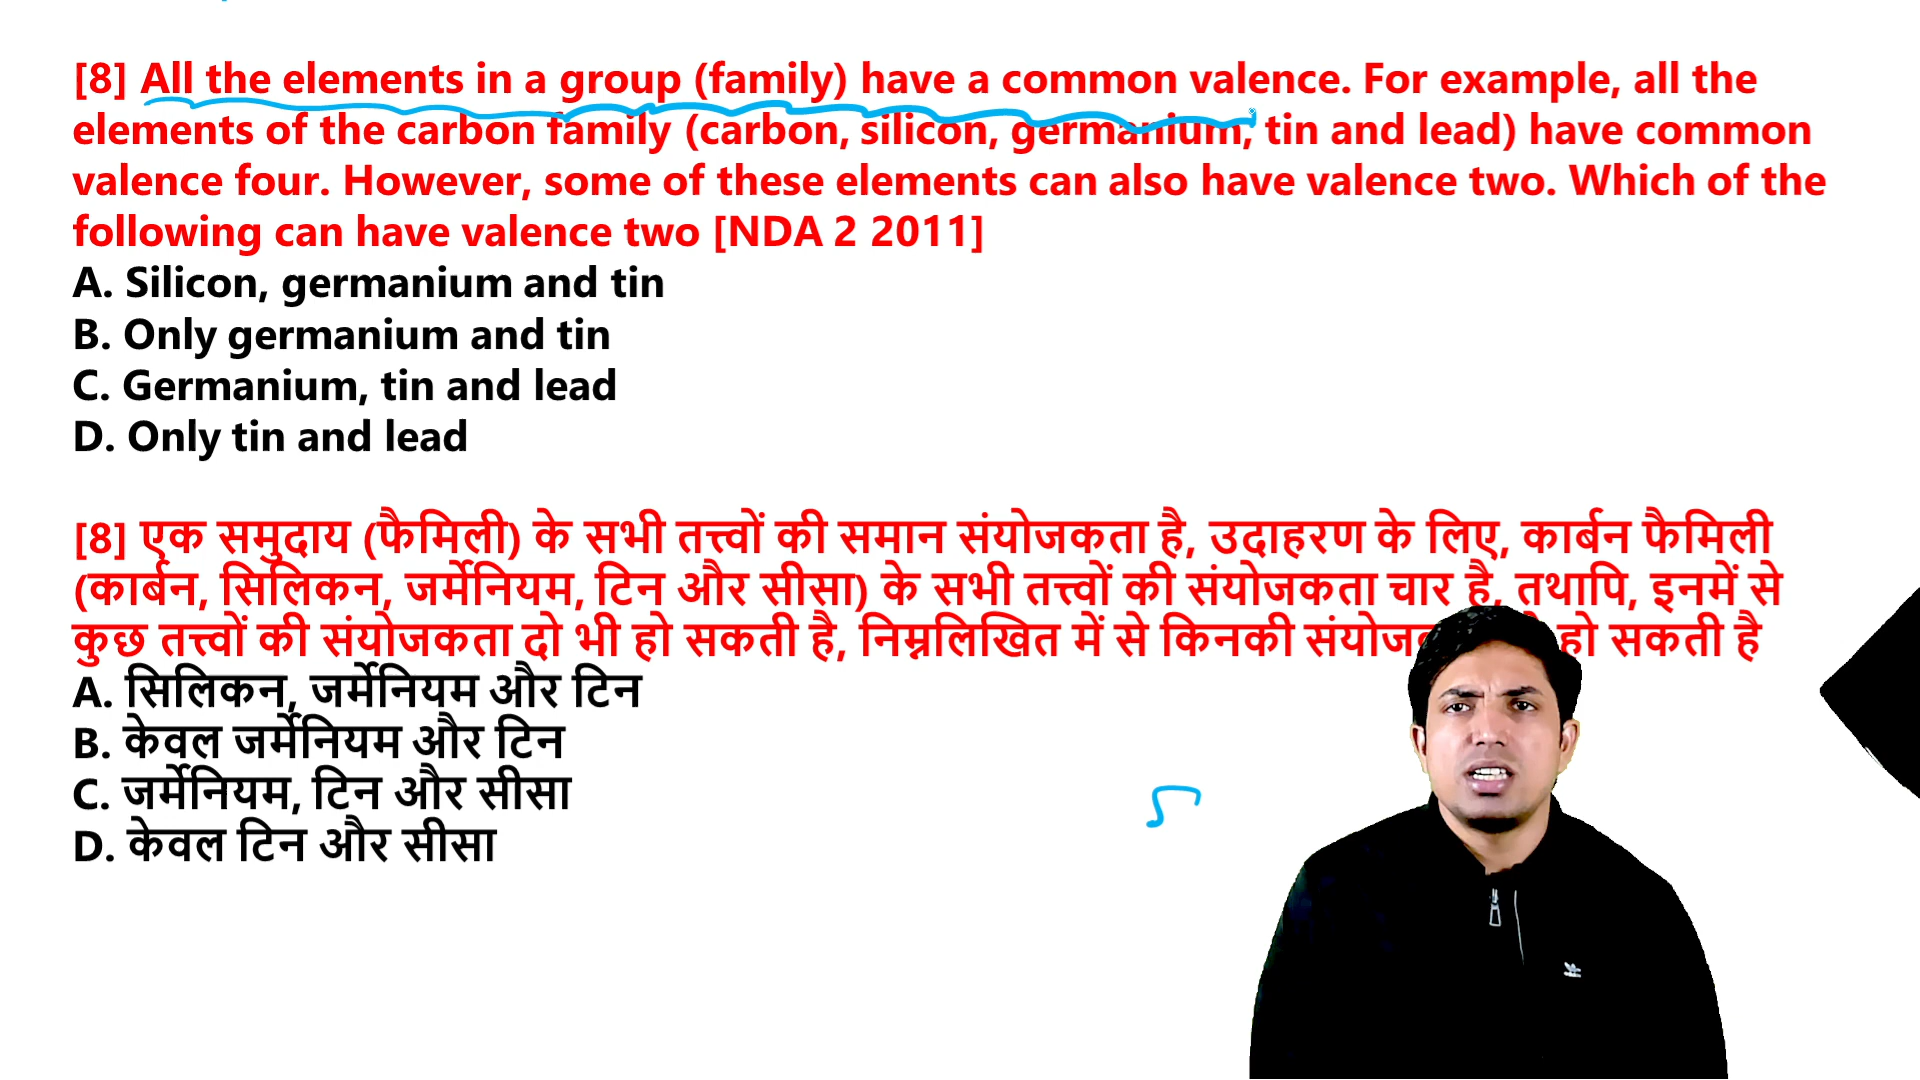 [8] All the elements in a group (family) have a common valence. For example, all the
elements of the carbon family (carbon, silicon, germanium, tin and lead) have common
valence four. However, some of these elements can also have valence two. Which of the
following can have valence two [NDA 2 2011]
A. Silicon, germanium and tin
B. Only germanium and tin
C. Germanium, tin and lead
D. Only tin and lead
[8] एक समुदाय (फैमिली) के सभी तत्त्वों की समान संयोजकता है, उदाहरण के लिए, कार्बन फैमिली
(कार्बन, सिलिकन, जर्मेनियम, टिन और सीसा) के सभी तत्त्वों की संयोजकता चार है, तथापि, इनमें से
कुछ तत्त्वों की संयोजकता दो भी हो सकती है, निम्नलिखित में से किनकी हो सकती है
A. सिलिकन, जर्मेनियम और टिन
B. केवल जर्मेनियम और टिन
C. जर्मेनियम, टिन और सीसा
D. केवल टिन और सीसा